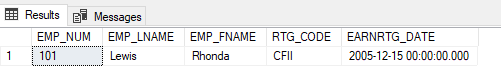 Results Messages
EMP_NUM EMP_LNAME EMP_FNAME RTG_CODE EARNRTG_DATE
1 101 Lewis Rhonda CFII 2005-12-15 00:00:00.000